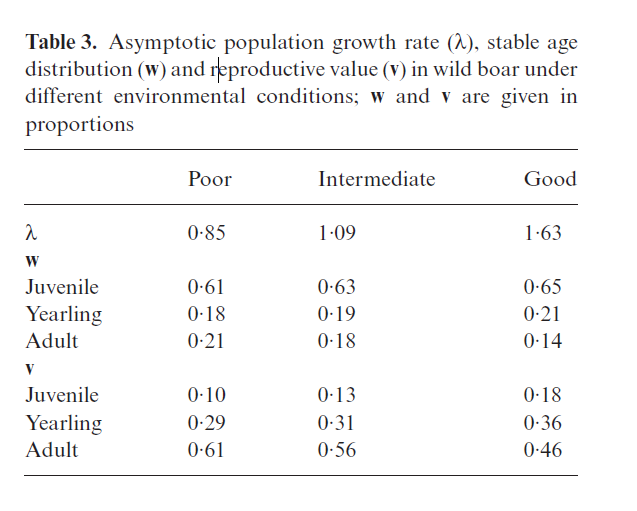 Table 3. Asymptotic population growth rate (λ), stable age
distribution (w) and reproductive value (v) in wild boar under
different environmental conditions; w and v are given in
proportions
Poor Intermediate Good
λ 0·85 1·09 1·63
w
Juvenile 0·61 0·63 0·65
Yearling 0·18 0·19 0·21
Adult 0·21 0·18 0·14
v
Juvenile 0·10 0·13 0·18
Yearling 0·29 0·31 0·36
Adult 0·61 0·56 0·46